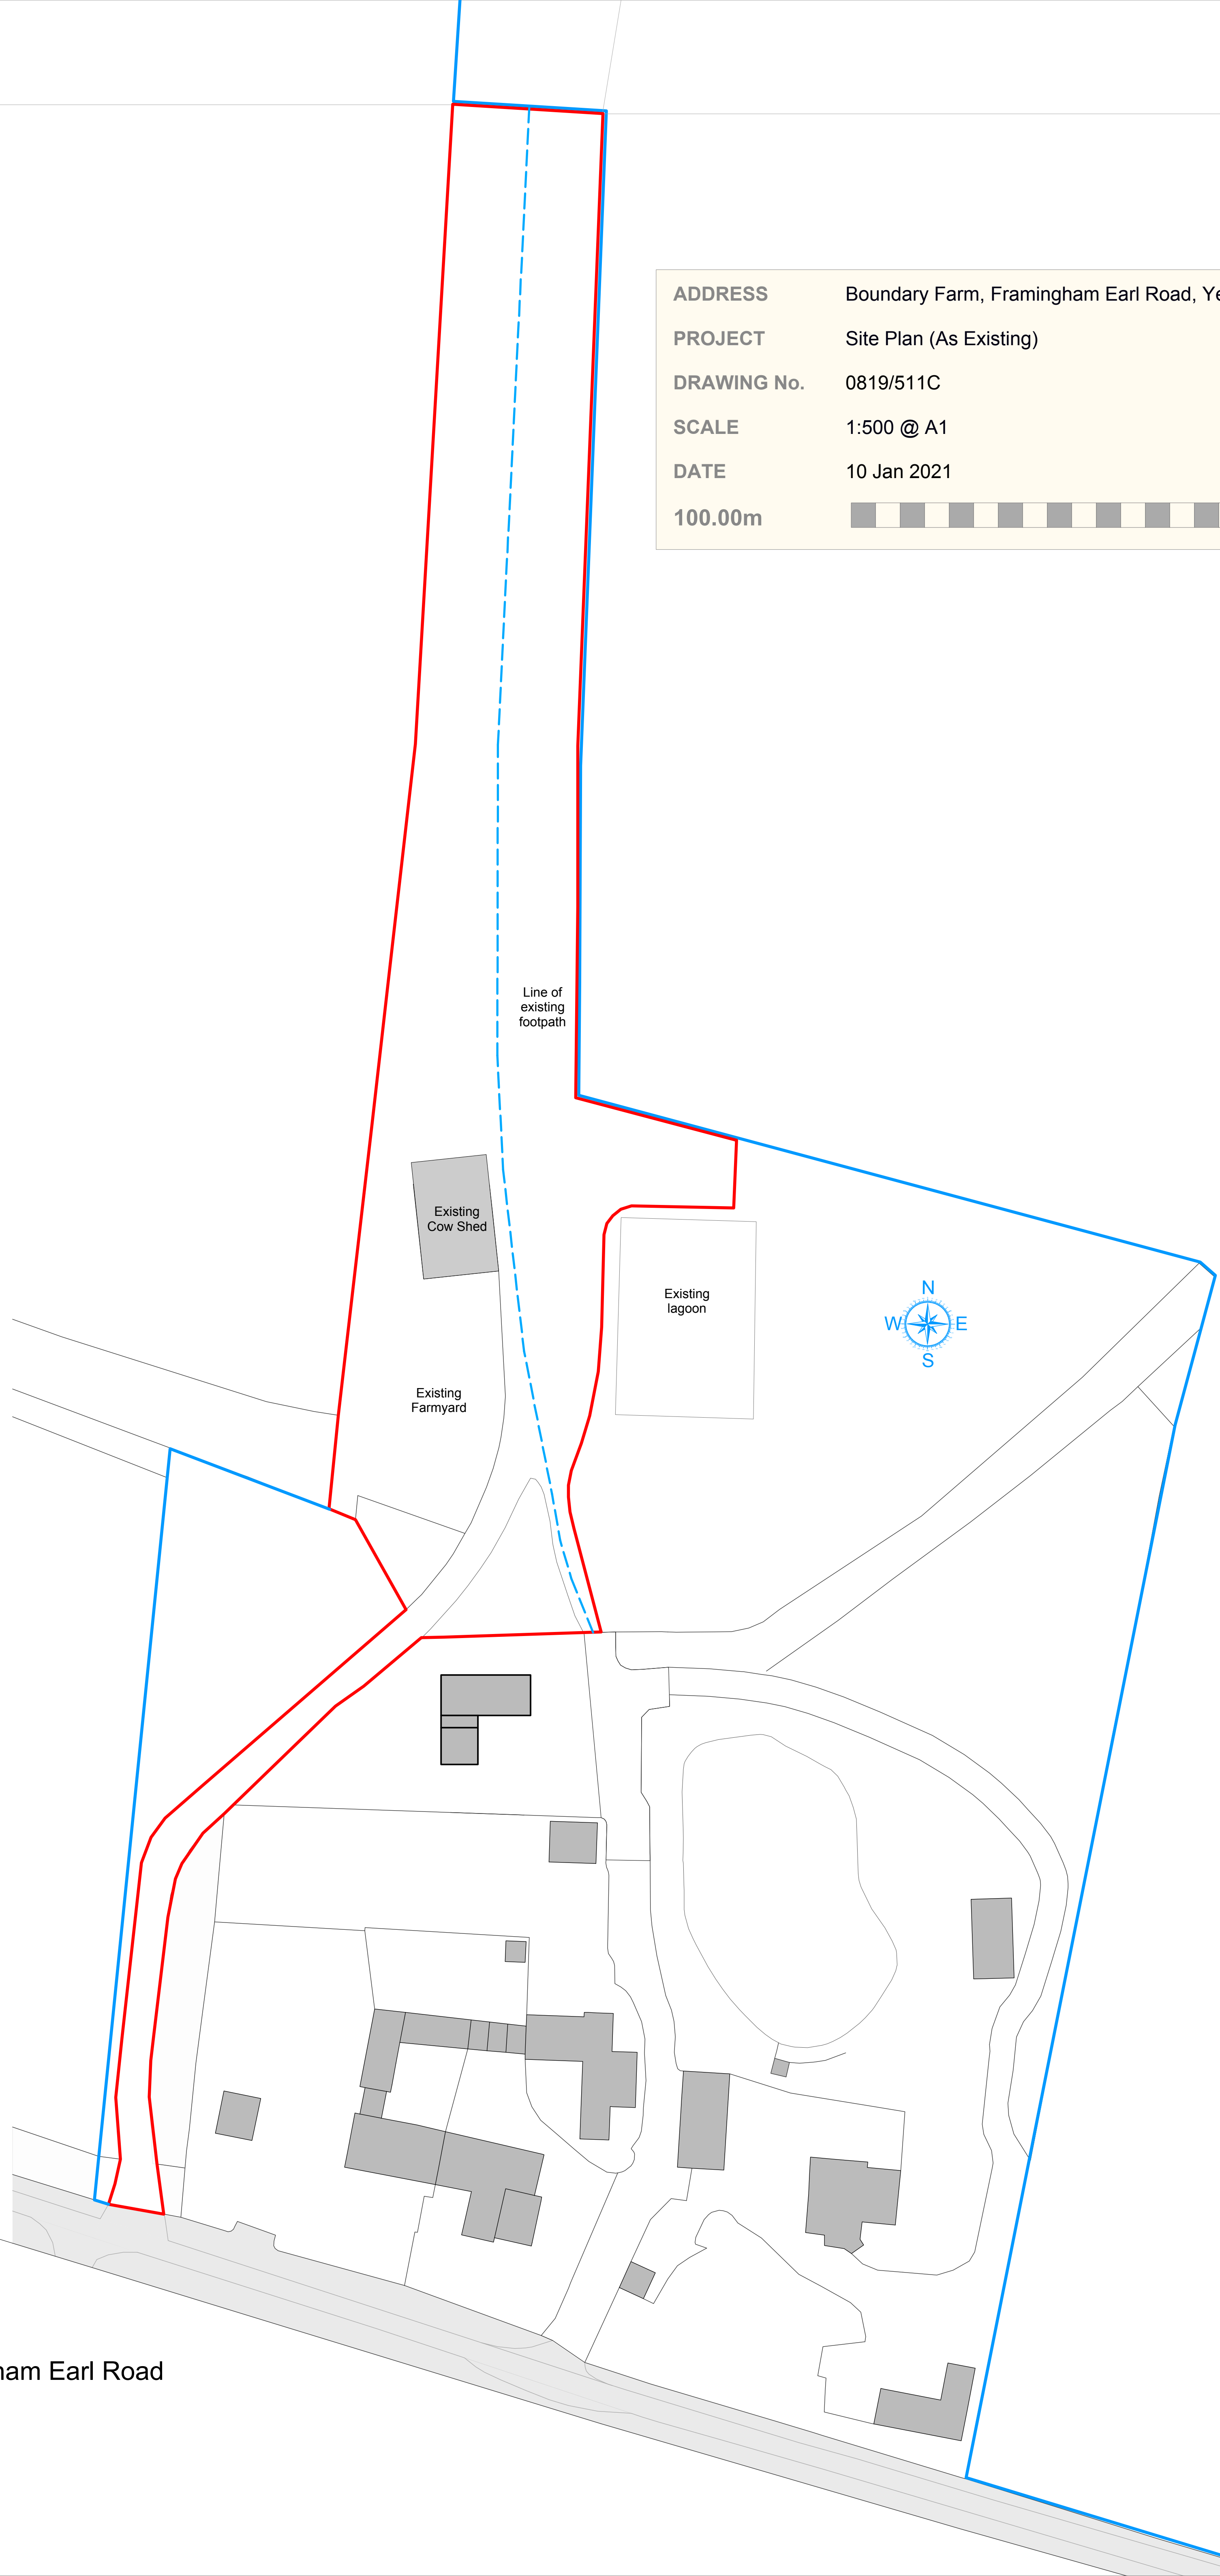 ADDRESS Boundary Farm, Framingham Earl Road,
PROJECT Site Plan (As Existing)
DRAWING No. 0819/511C
SCALE 1:500 @ A1
DATE 10 Jan 2021
100.00m
Line of
existing
footpath
Existing
Cow Shed
Existing
lagoon
N
W E
S
Existing
Farmyard
Earl Road